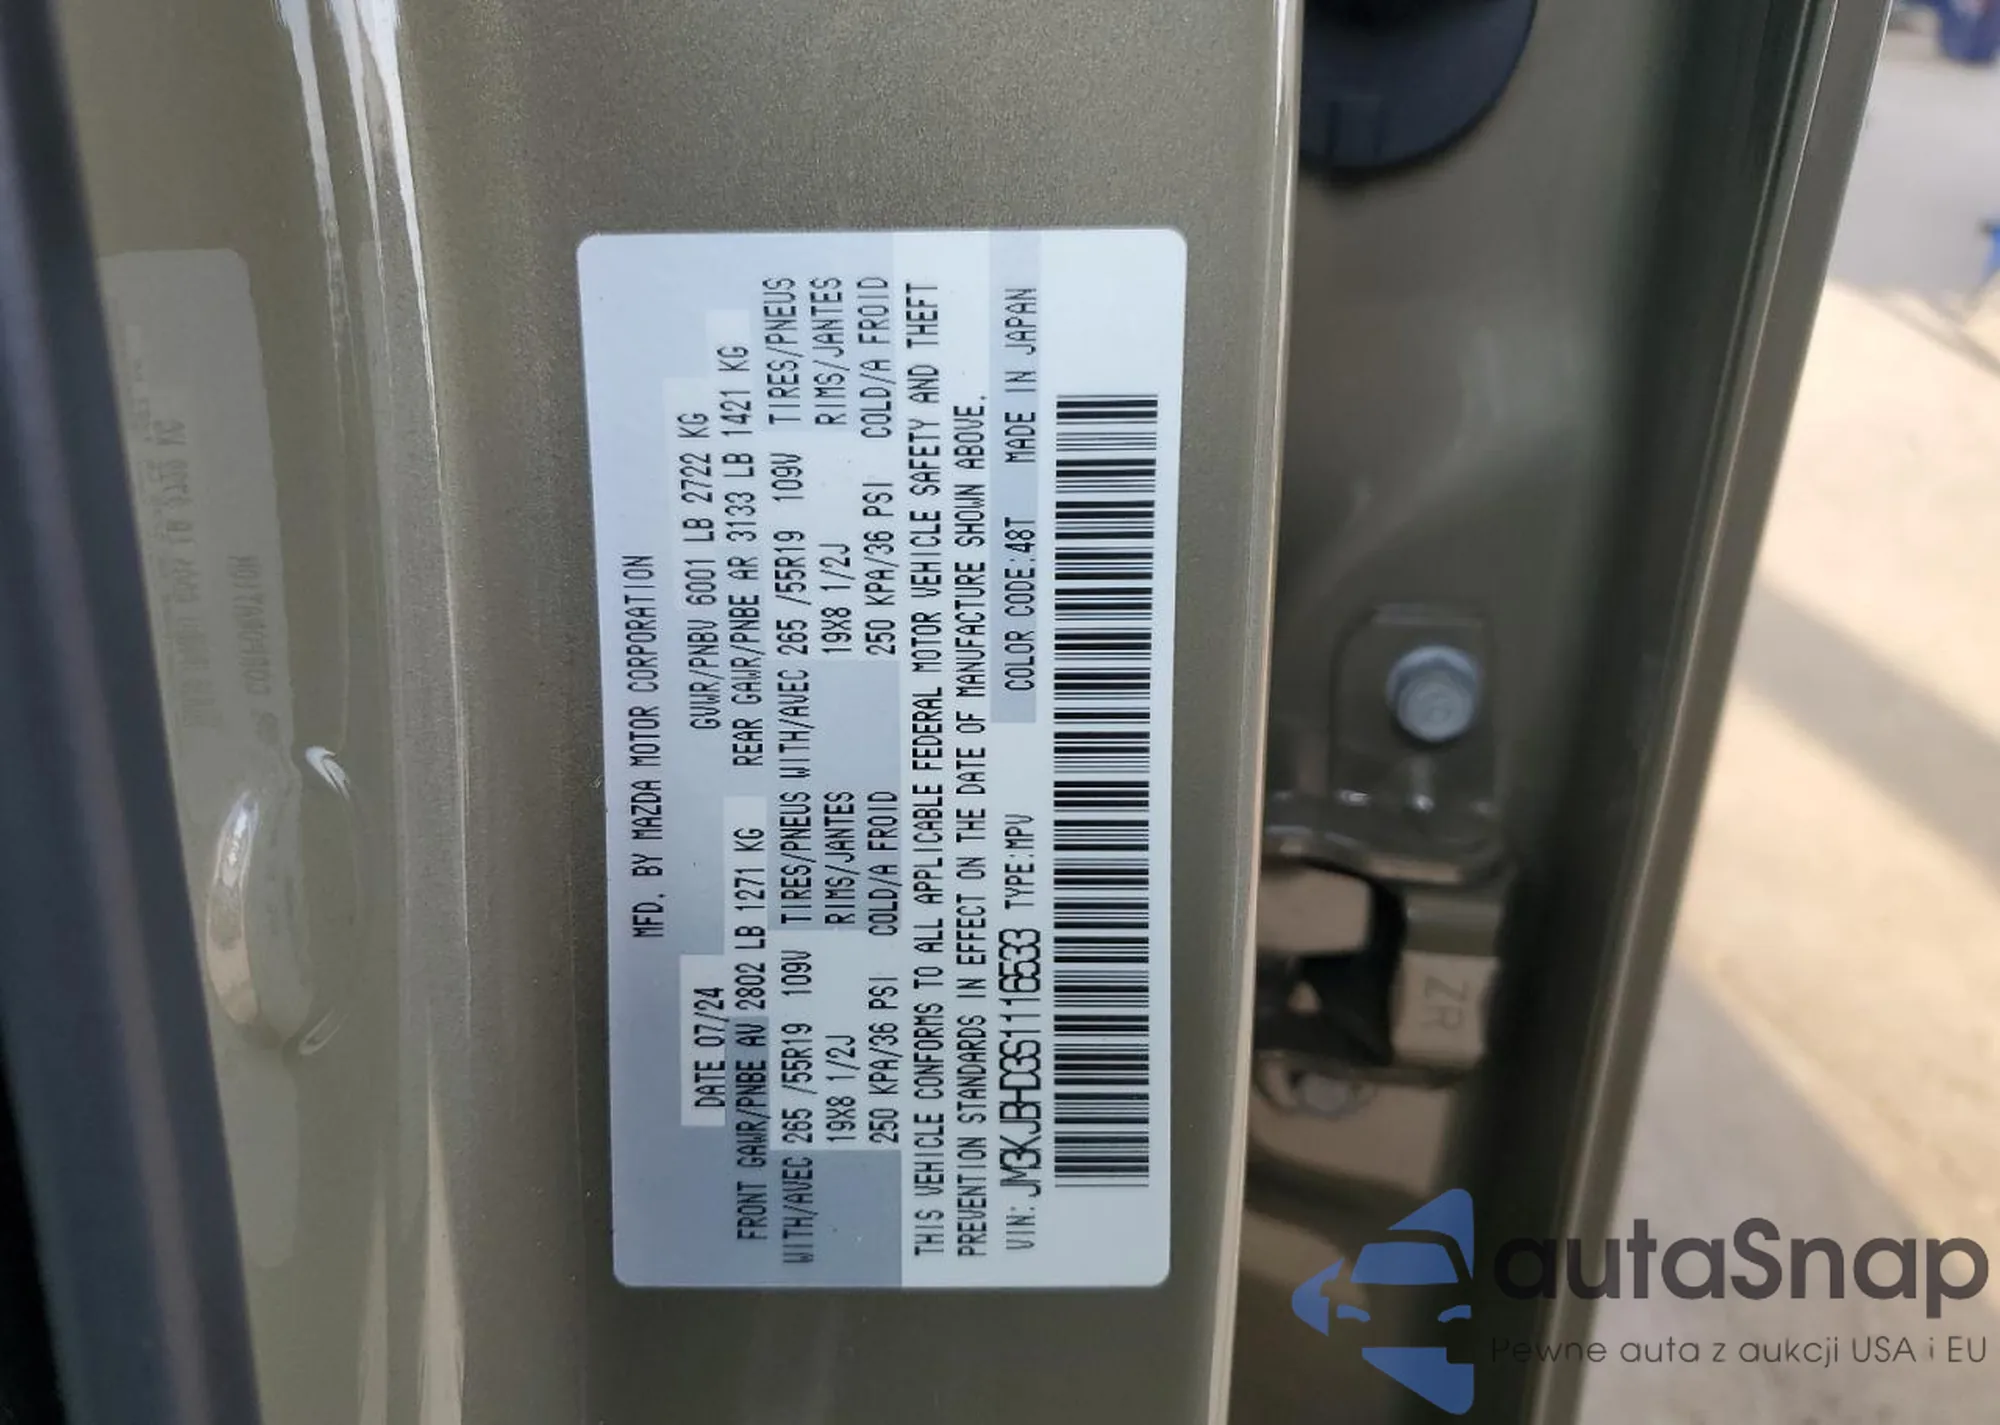 MFD. BY MAZDA MOTOR CORPORATION
DATE 07/24 GVWR/PNBV 6001 LB 2722 KG
FRONT GAWR/PNBE AV 2802 LB 1271 KG REAR GAWR/PNBE AR 3133 LB 1421 KG
WITH/AVEC 265 /55R19 109V TIRES/PNEUS WITH/AVEC 265 /55R19 109V TIRES/PNEUS
19X8 1/2J RIMS/JANTES 19X8 1/2J RIMS/JANTES
250 KPA/36 PSI COLD/A FROID 250 KPA/36 PSI COLD/A FROID
THIS VEHICLE CONFORMS TO ALL APPLICABLE FEDERAL MOTOR VEHICLE SAFETY AND THEFT
PREVENTION STANDARDS IN EFFECT ON THE DATE OF MANUFACTURE SHOWN ABOVE.
VIN: JM3KJBHD3S1116533 TYPE:MPV COLOR CODE:48T MADE IN JAPAN
ZR
autaSnap
Pewne auta z aukcji USA i EU